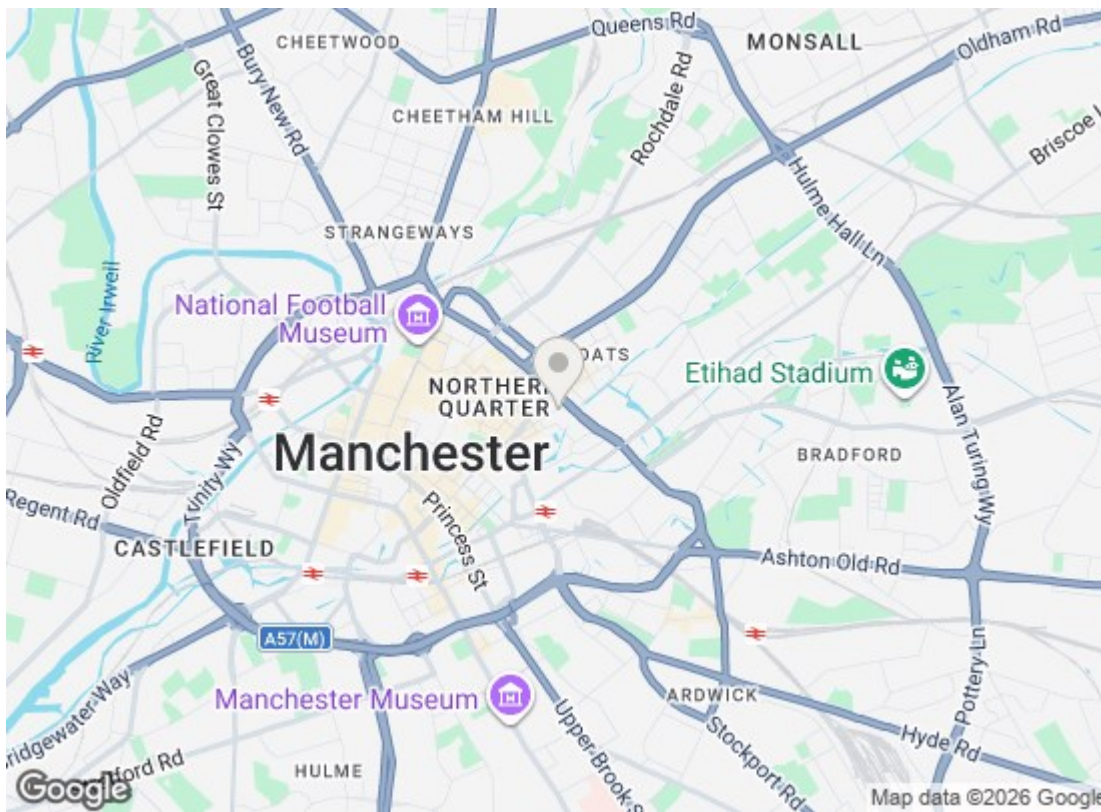 CHEETWOOD
Queens Rd
MONSALL
Oldham Rd
Bury New Rd
Great Clowes St
CHEETHAM HILL
Rochdale Rd
Briscoe L
Hulme Hall Ln
STRANGEWAYS
River Irwell
National Football
Museum
OATS
Etihad Stadium
NORTHERN
QUARTER
Manchester
Oldfield Rd
Trinity Wy
BRADFORD
Alan Turing Wy
Regent Rd
Princess St
CASTLEFIELD
Ashton Old Rd
A57(M)
Manchester Museum
ARDWICK
Pottery Ln
Bridgewater Way
Upper Brook S
Stockport Rd
Hyde Rd
HULME
ford Rd
Google
Map data ©2026 Google